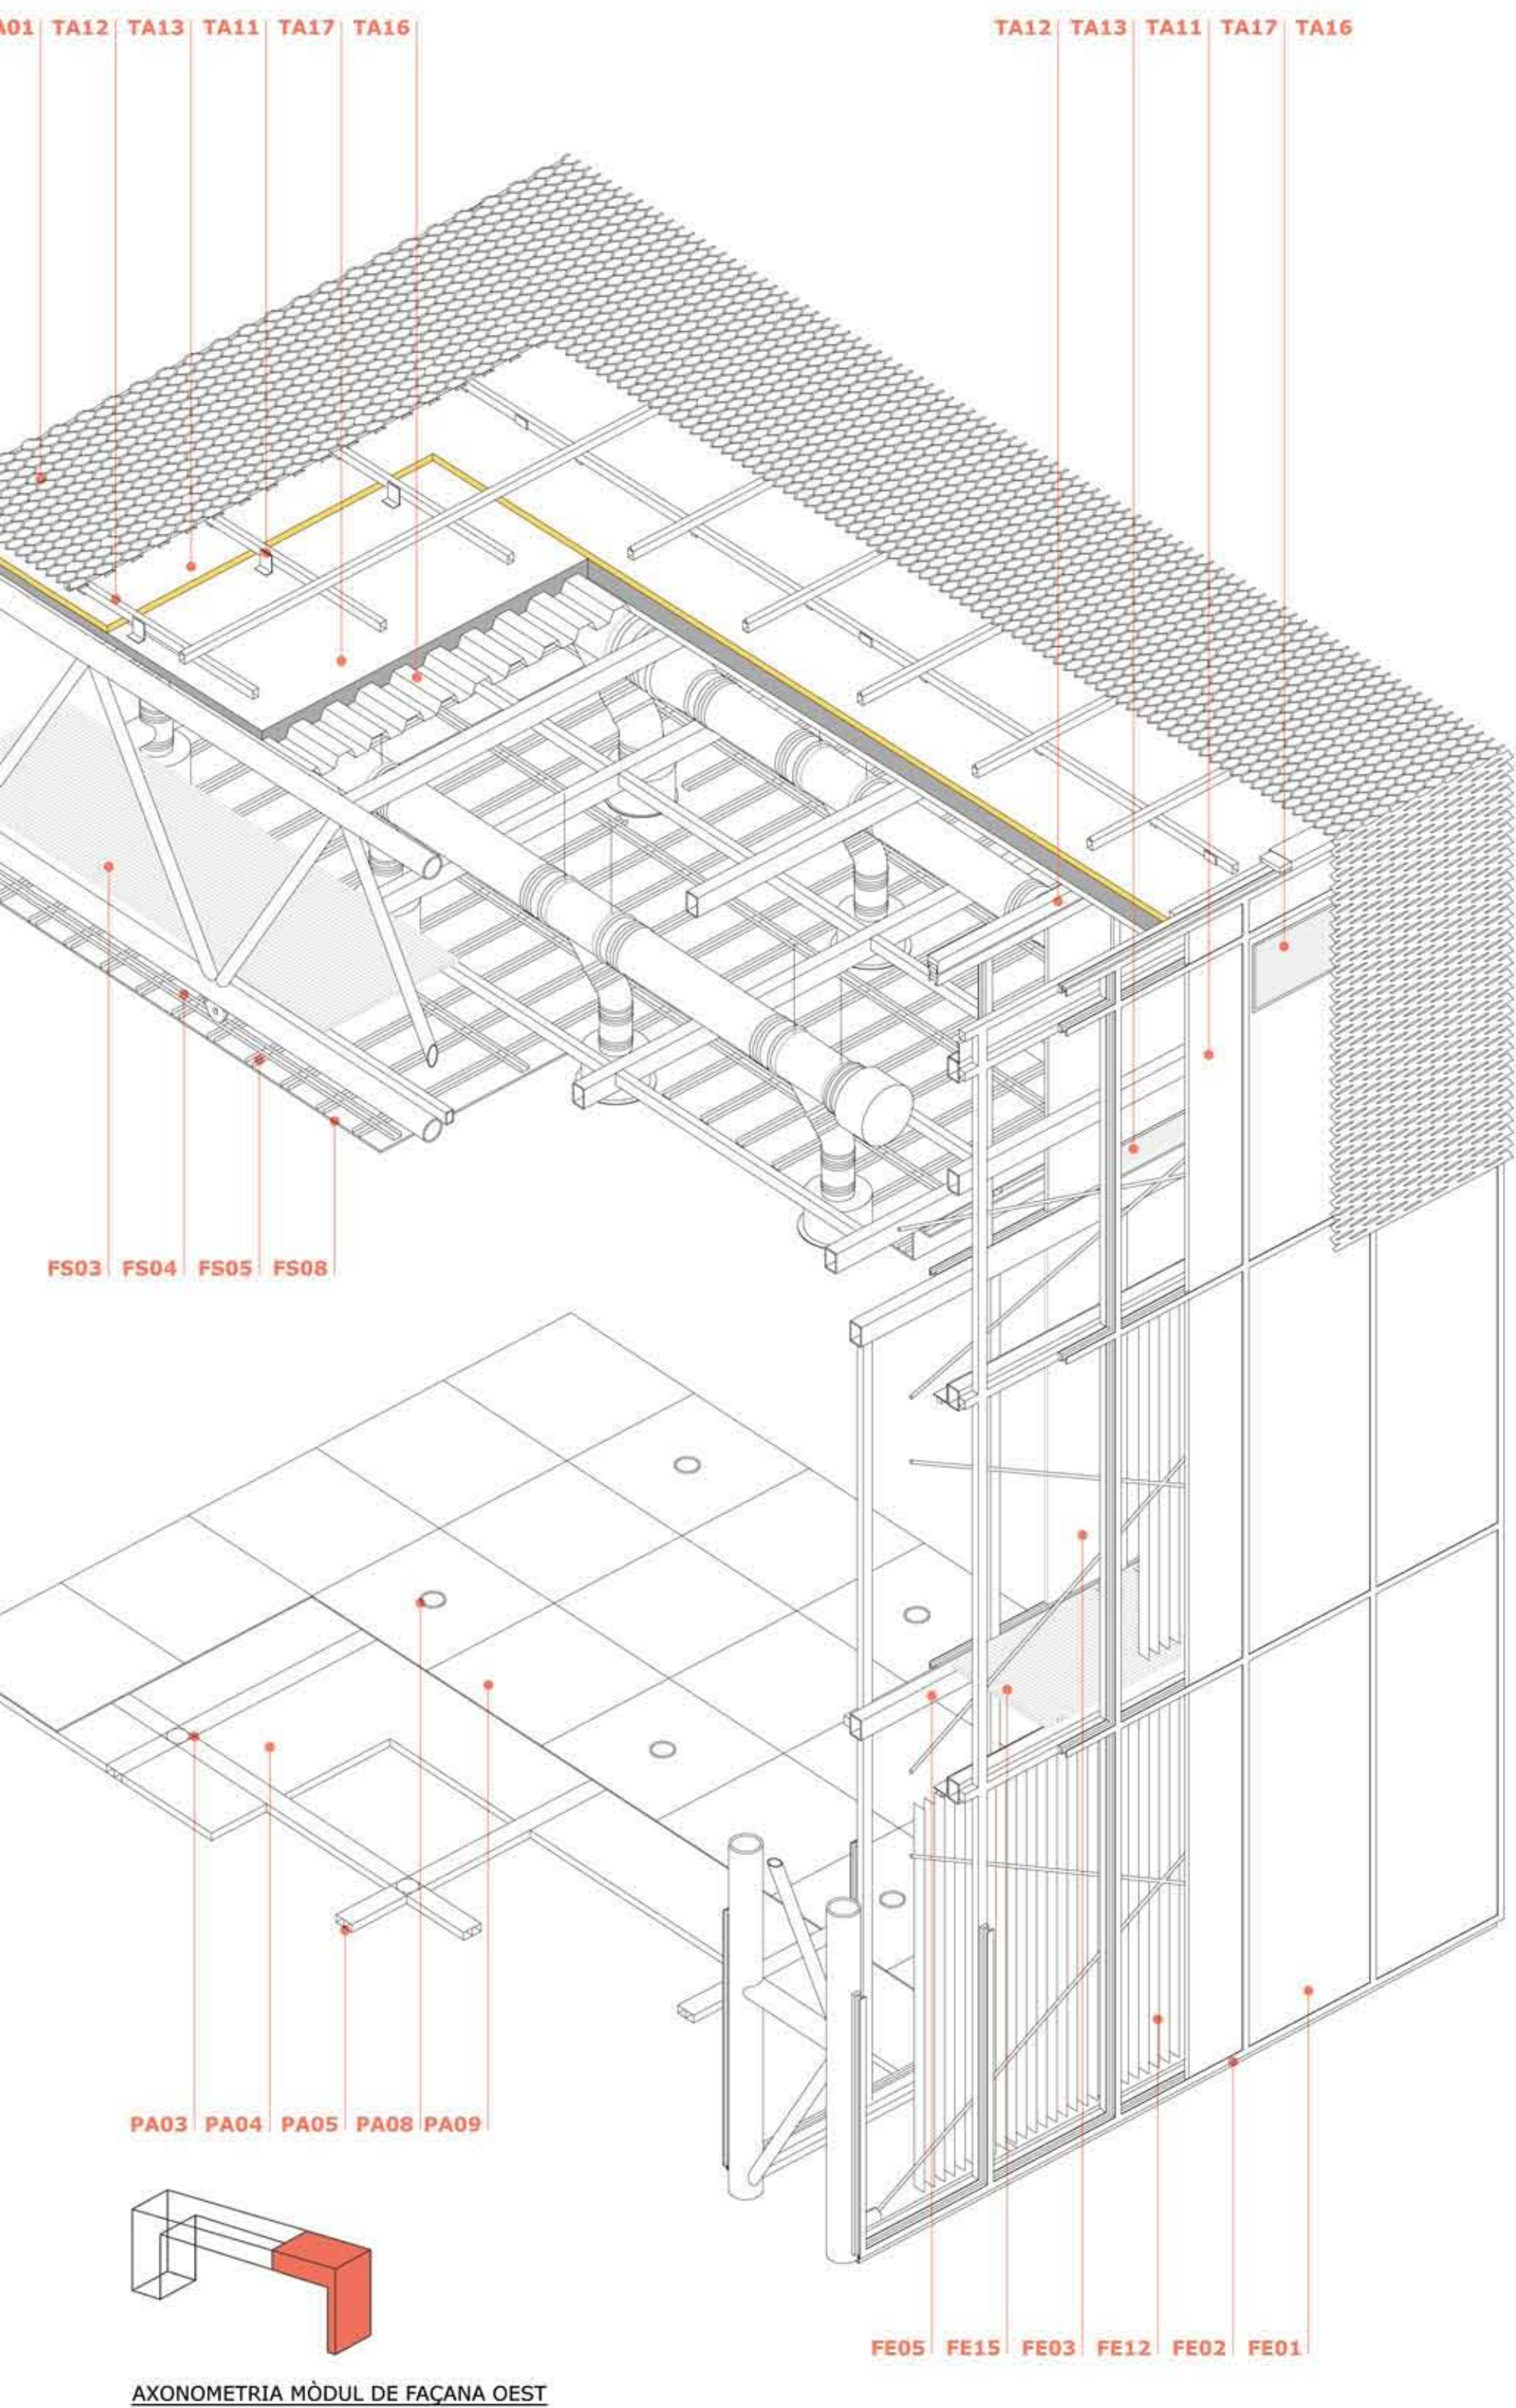 A01 TA12 TA13 TA11 TA17 TA16 TA12 TA13 TA11 TA17 TA16
FS03 FS04 FS05 FS08
PA03 PA04 PA05 PA08 PA09
FE05 FE15 FE03 FE12 FE02 FE01
AXONOMETRIA MÒDUL DE FAÇANA OEST